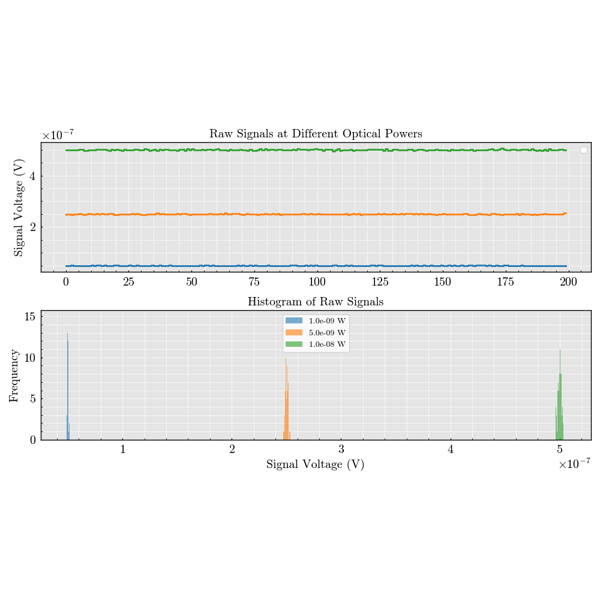 Raw Signals at Different Optical Powers
×10⁻⁷
4
2
Signal Voltage (V)
0 25 50 75 100 125 150 175 200
Histogram of Raw Signals
15
10
5
0
Frequency
1.0e-09 W
5.0e-09 W
1.0e-08 W
1 2 3 4 5
Signal Voltage (V)
×10⁻⁷